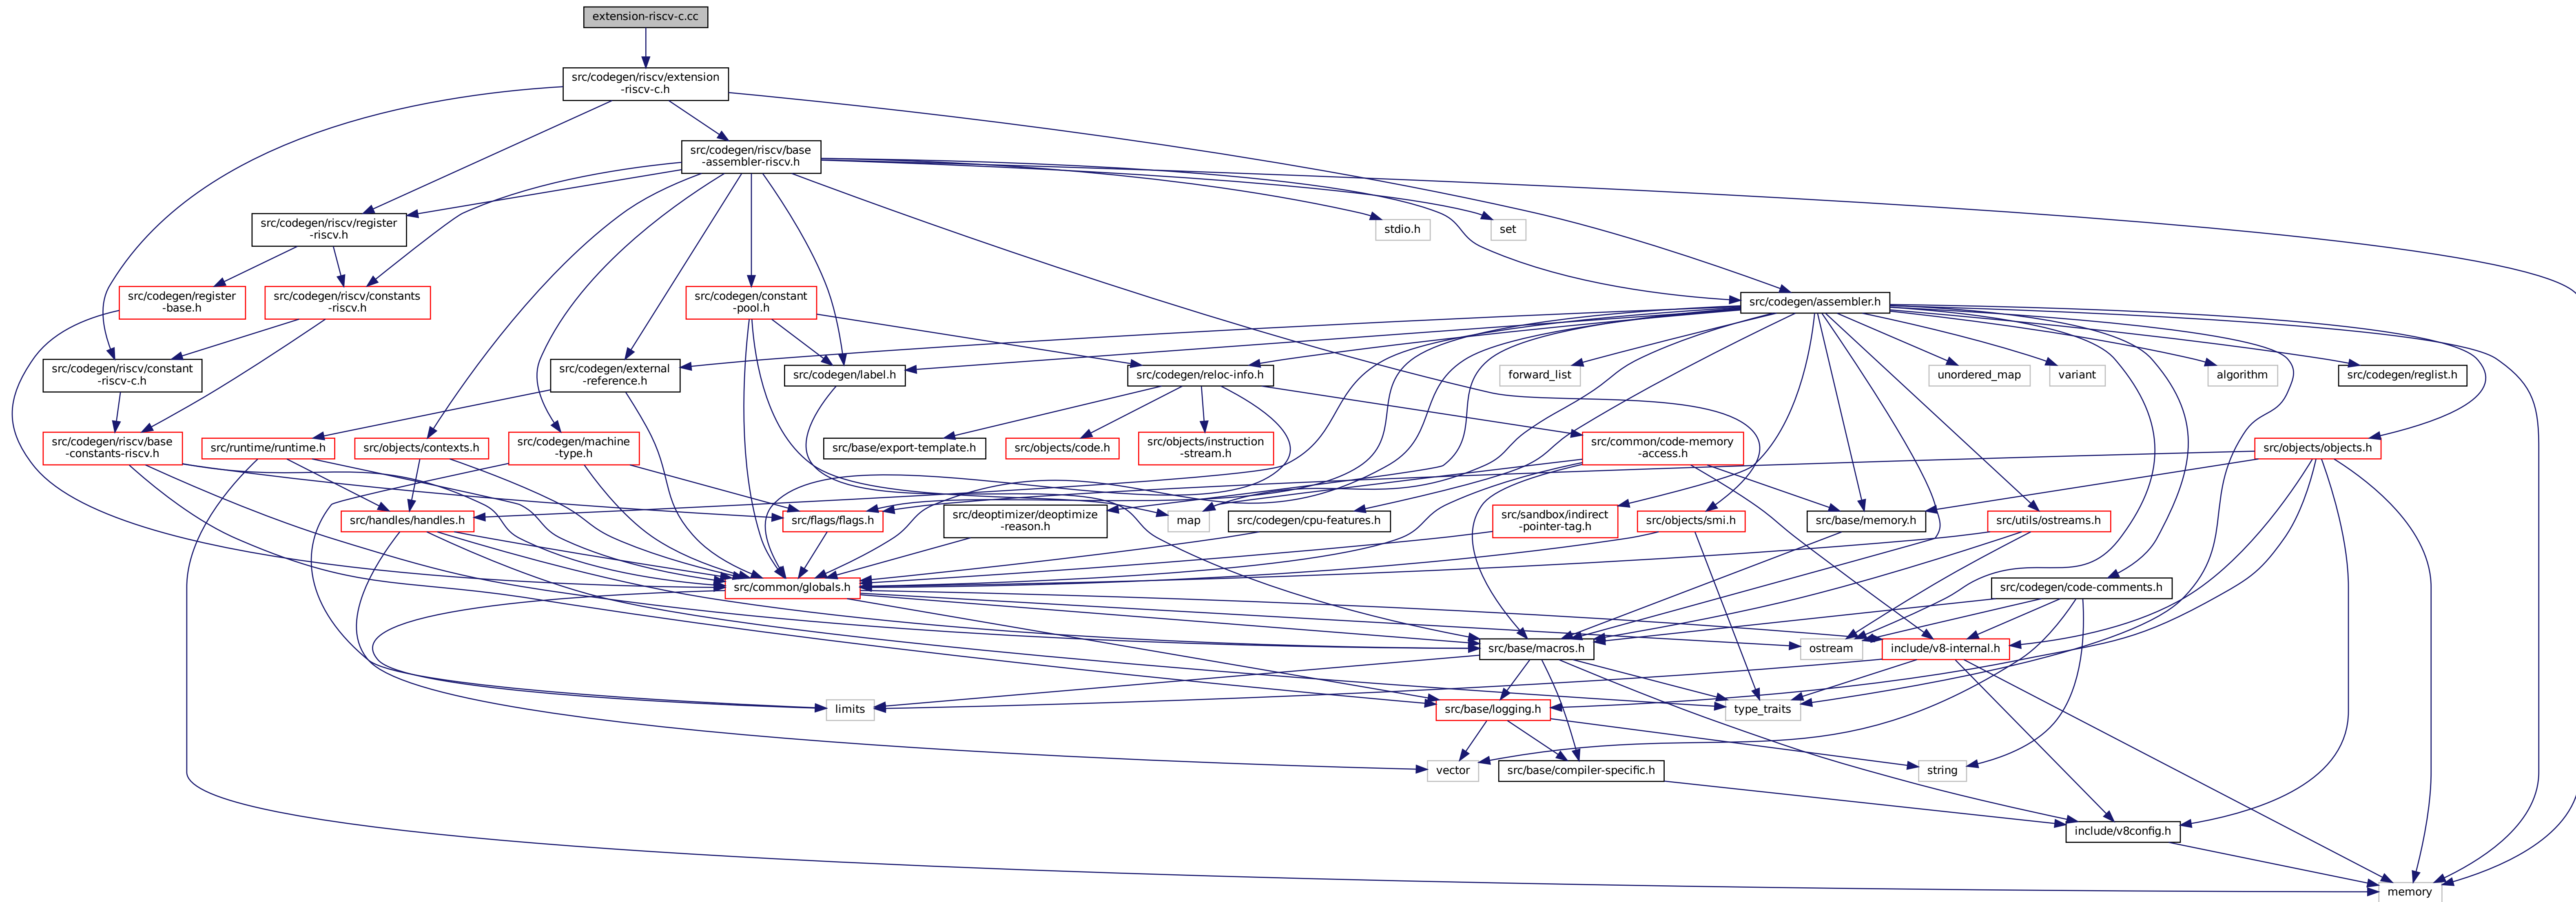 extension-riscv-c.cc
src/codegen/riscv/extension
-riscv-c.h
src/codegen/riscv/base
-assembler-riscv.h
src/codegen/riscv/register
-riscv.h
stdio.h
set
src/codegen/register
-base.h
src/codegen/riscv/constants
-riscv.h
src/codegen/constant
-pool.h
src/codegen/assembler.h
src/codegen/riscv/constant
-riscv-c.h
src/codegen/external
-reference.h
src/codegen/label.h
src/codegen/reloc-info.h
forward_list
unordered_map
variant
algorithm
src/codegen/reglist.h
src/codegen/riscv/base
-constants-riscv.h
src/runtime/runtime.h
src/objects/contexts.h
src/codegen/machine
-type.h
src/base/export-template.h
src/objects/code.h
src/objects/instruction
-stream.h
src/common/code-memory
-access.h
src/objects/objects.h
src/handles/handles.h
src/flags/flags.h
src/deoptimizer/deoptimize
-reason.h
map
src/codegen/cpu-features.h
src/sandbox/indirect
-pointer-tag.h
src/objects/smi.h
src/base/memory.h
src/utils/ostreams.h
src/common/globals.h
src/codegen/code-comments.h
src/base/macros.h
ostream
include/v8-internal.h
limits
src/base/logging.h
type_traits
vector
src/base/compiler-specific.h
string
include/v8config.h
memory